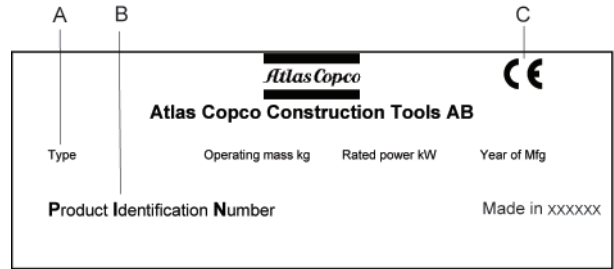 A B C
Atlas Copco CE
Atlas Copco Construction Tools AB
Type Operating mass kg Rated power kW Year of Mfg
Product Identification Number Made in xxxxxx